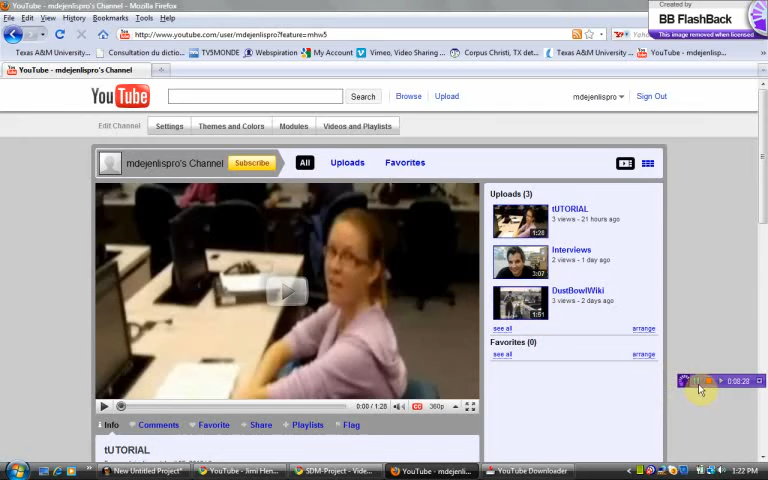 YouTube - mdejenlispro's Channel - Mozilla Firefox
File Edit View History Bookmarks Tools Help
http://www.youtube.com/user/mdejenlispro?feature=mhw5
Created by
BB FlashBack
This image removed when licensed
Texas A&M University... Consultation du diction... TV5MONDE Webspiration My Account Vimeo, Video Sharing ... Corpus Christi, TX det... Texas A&M University ... YouTube - mdejenlisp...
YouTube - mdejenlispro's Channel
YouTube Search Browse Upload mdejenlispro Sign Out
Edit Channel Settings Themes and Colors Modules Videos and Playlists
mdejenlispro's Channel Subscribe All Uploads Favorites
Uploads (3)
tUTORIAL
3 views - 21 hours ago
1:28
Interviews
2 views - 1 day ago
3:07
DustBowlWiki
3 views - 2 days ago
1:51
see all arrange
Favorites (0)
see all arrange
0:08:28
0:00 / 1:28 CC 360p
Info Comments Favorite Share Playlists Flag
tUTORIAL
New Untitled Project* YouTube - Jimi Hen... SDM-Project - Vide... YouTube - mdejenli... YouTube Downloader 1:22 PM